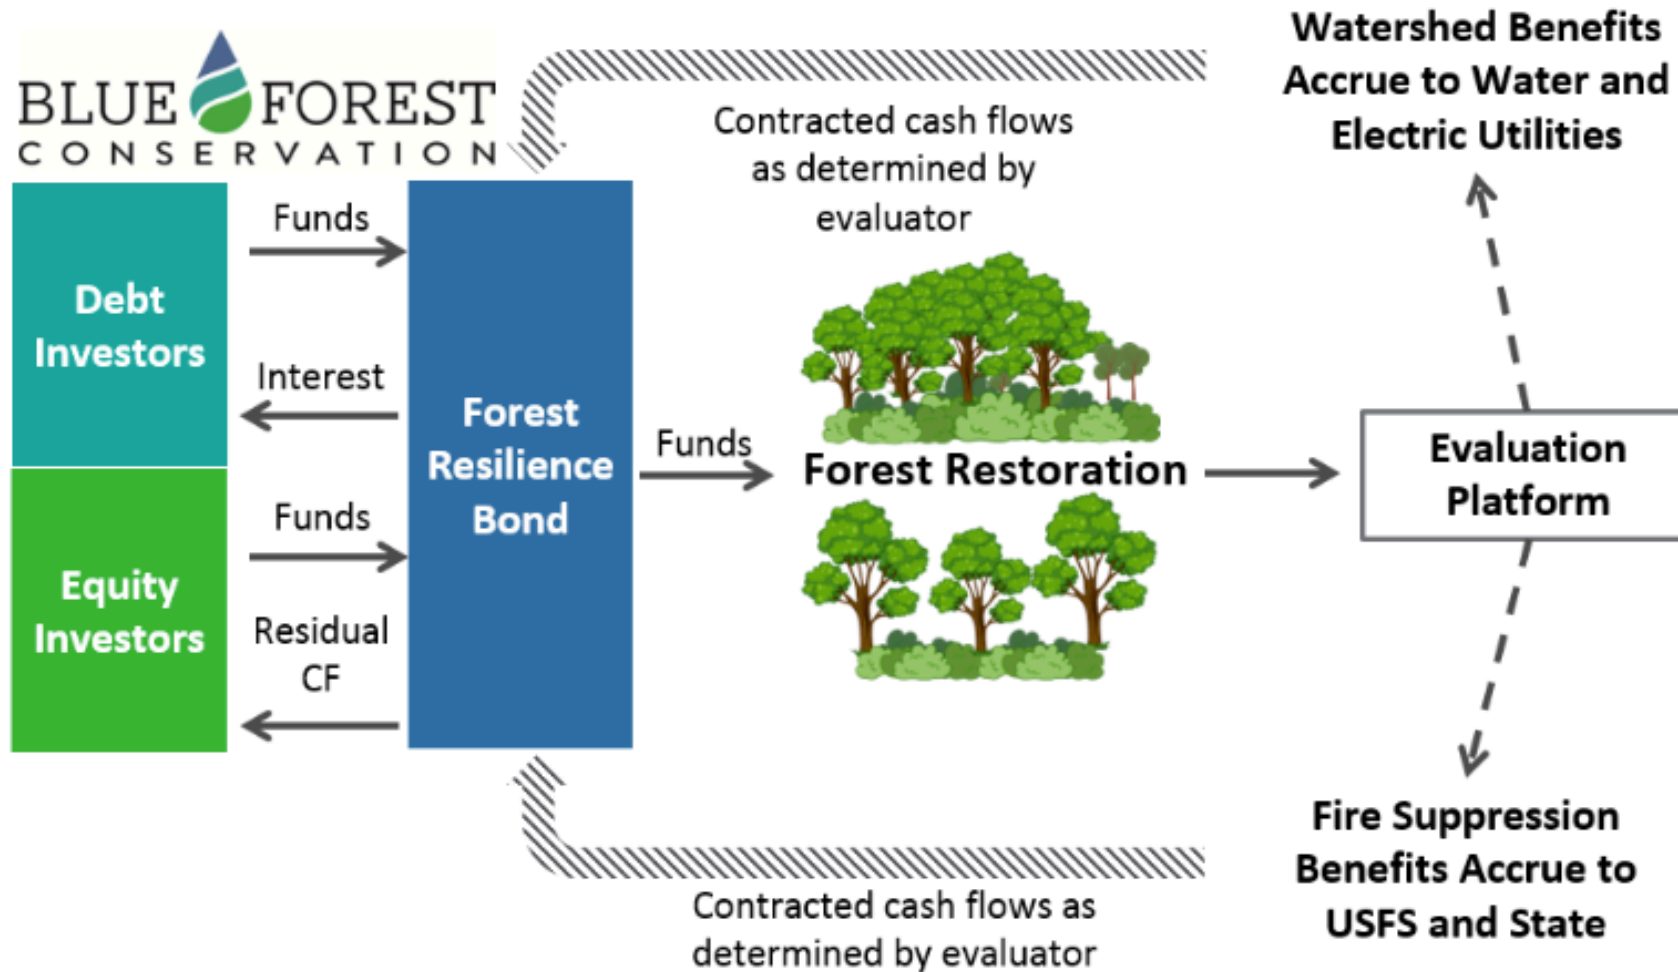 BLUE FOREST
CONSERVATION
Debt
Investors
Equity
Investors
Funds
Interest
Funds
Residual
CF
Forest
Resilience
Bond
Contracted cash flows
as determined by
evaluator
Funds
Forest Restoration
Contracted cash flows as
determined by evaluator
Watershed Benefits
Accrue to Water and
Electric Utilities
Evaluation
Platform
Fire Suppression
Benefits Accrue to
USFS and State